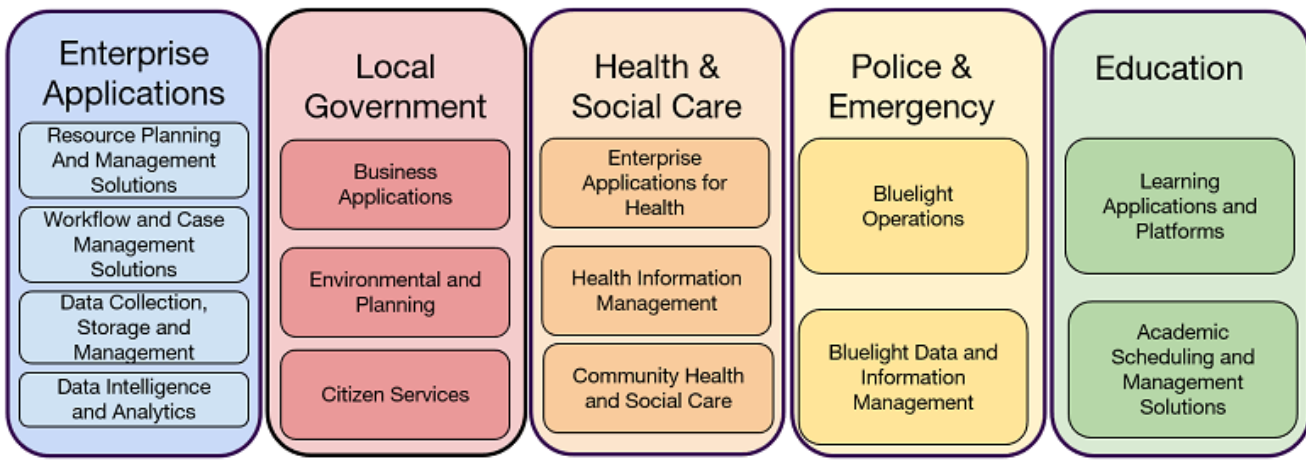 Enterprise
Applications
Resource Planning
And Management
Solutions
Workflow and Case
Management
Solutions
Data Collection,
Storage and
Management
Data Intelligence
and Analytics
Local
Government
Business
Applications
Environmental and
Planning
Citizen Services
Health &
Social Care
Enterprise
Applications for
Health
Health Information
Management
Community Health
and Social Care
Police &
Emergency
Bluelight
Operations
Bluelight Data and
Information
Management
Education
Learning
Applications and
Platforms
Academic
Scheduling and
Management
Solutions